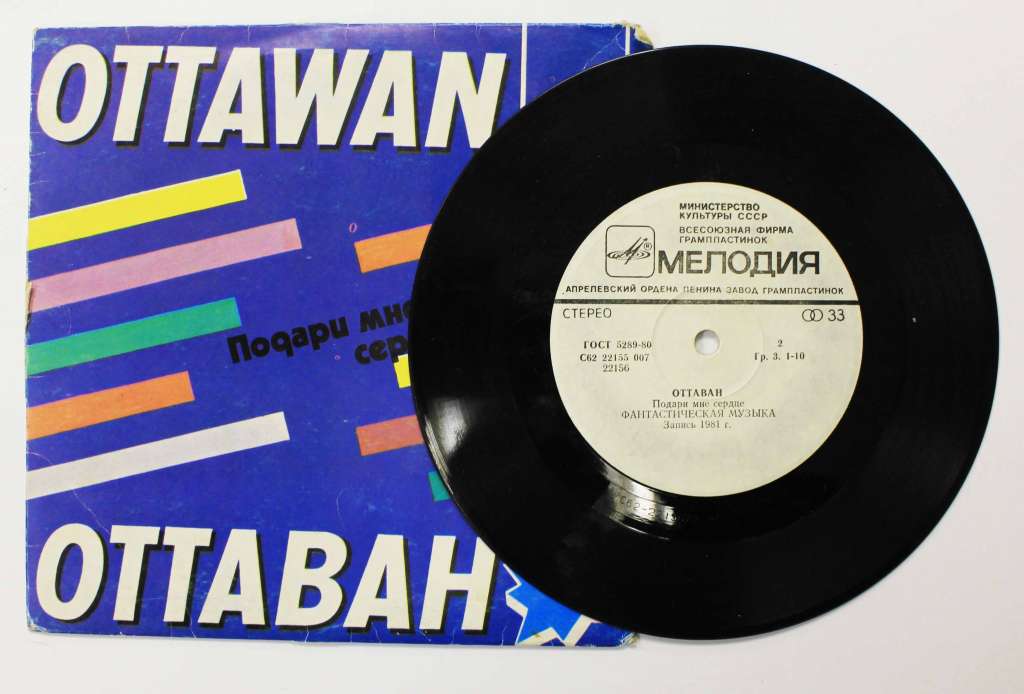 OTTAWAN
Подари мне
сер
ОТТАВАН
МИНИСТЕРСТВО
КУЛЬТУРЫ СССР
ВСЕСОЮЗНАЯ ФИРМА
ГРАМПЛАСТИНОК
МЕЛОДИЯ
АПРЕЛЕВСКИЙ ОРДЕНА ЛЕНИНА ЗАВОД ГРАМПЛАСТИНОК
СТЕРЕО 33
ГОСТ 5289-80 2
С62 22155 007 Гр. 3. 1-10
22156
ОТТАВАН
Подари мне сердце
ФАНТАСТИЧЕСКАЯ МУЗЫКА
Запись 1981 г.